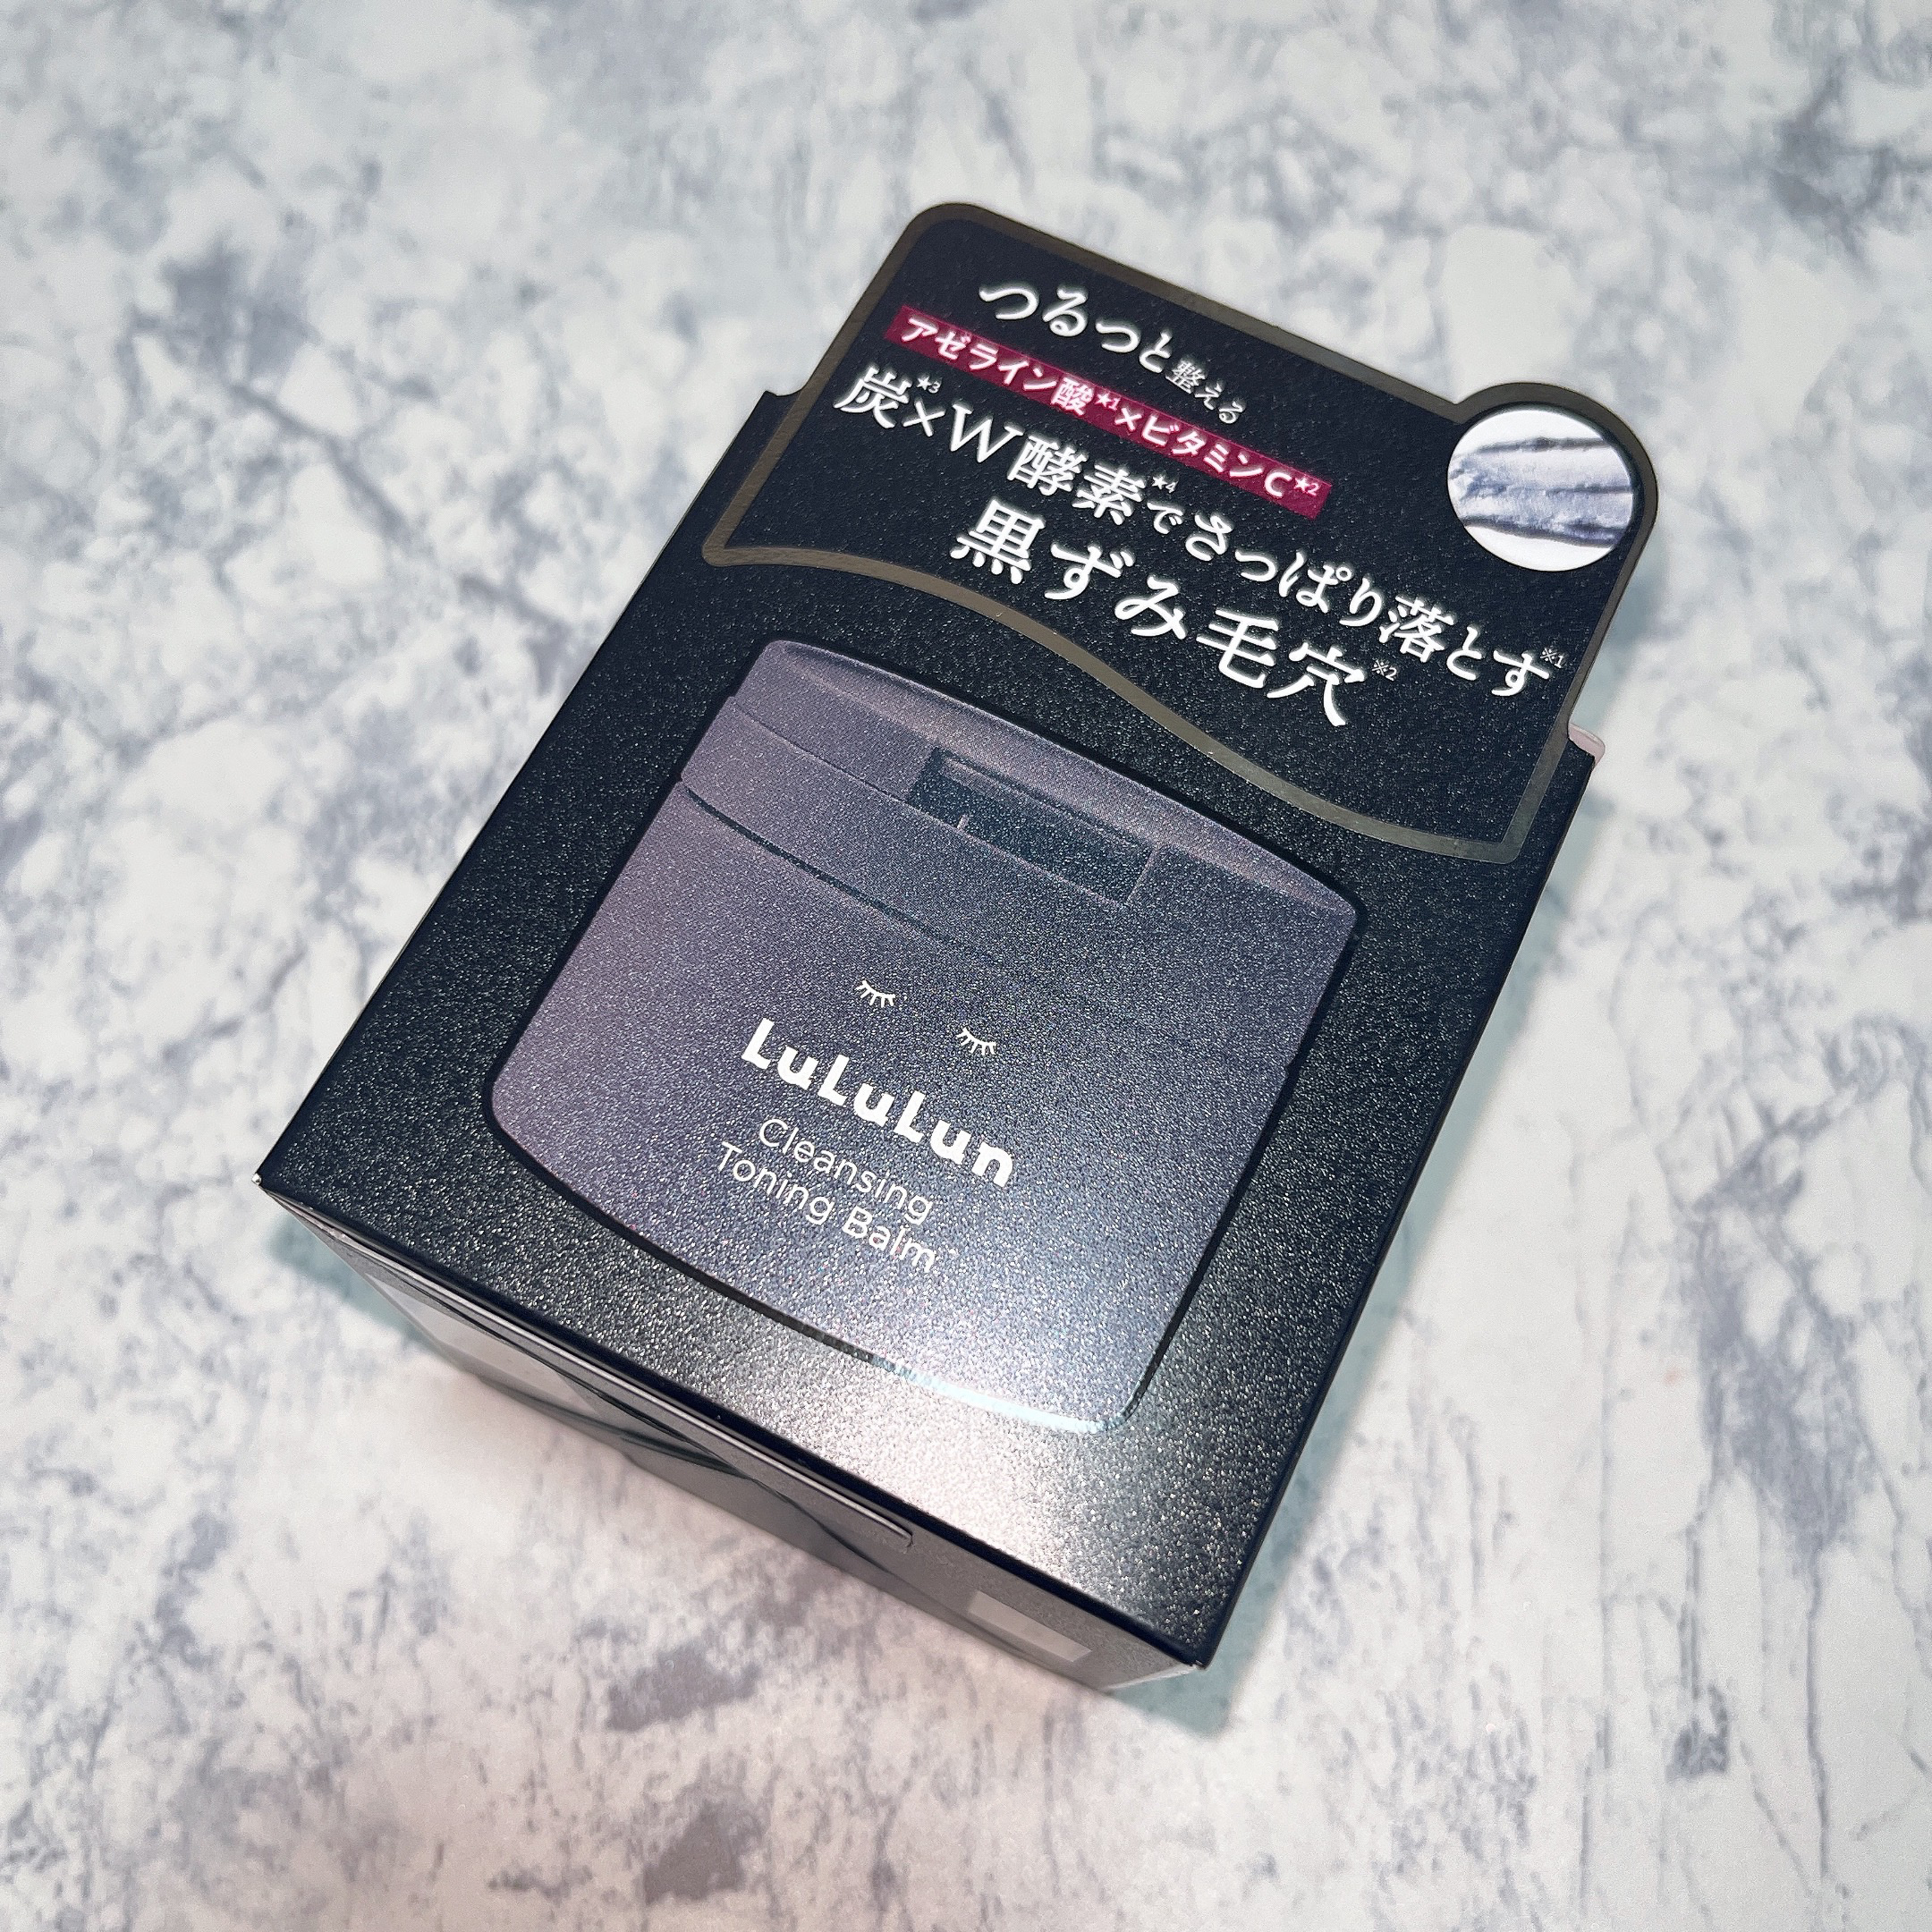 つるつと整える
アゼライン酸★1×ビタミンC★2
炭★3×W酵素★4でさっぱり落とす※1
黒ずみ毛穴※2
LuLuLun
Cleansing
Toning Balm